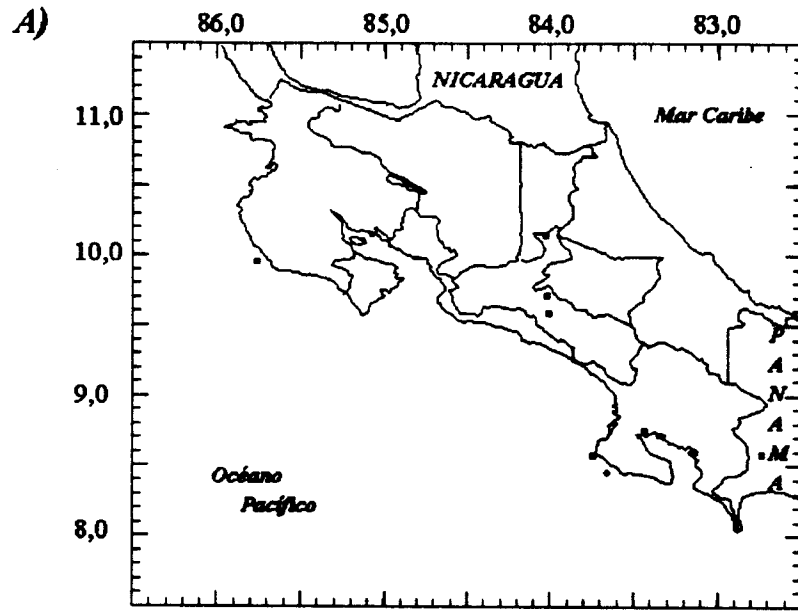 A)
86,0 85,0 84,0 83,0
NICARAGUA
11,0
Mar Caribe
10,0
PANAMA
9,0
Océano
Pacífico
8,0